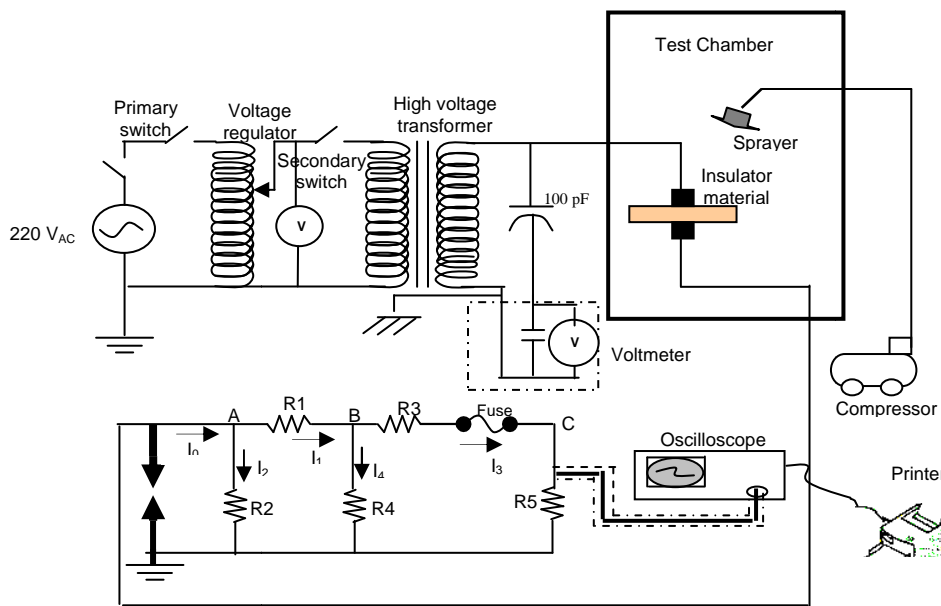 Test Chamber
Primary
switch
Voltage
regulator
High voltage
transformer
Secondary
switch
Sprayer
Insulator
material
100 pF
220 V_AC
V
V
Voltmeter
Compressor
A
R1
B
R3
Fuse
C
Oscilloscope
Printer
I₀
I₁
I₂
I₄
I₃
R2
R4
R5